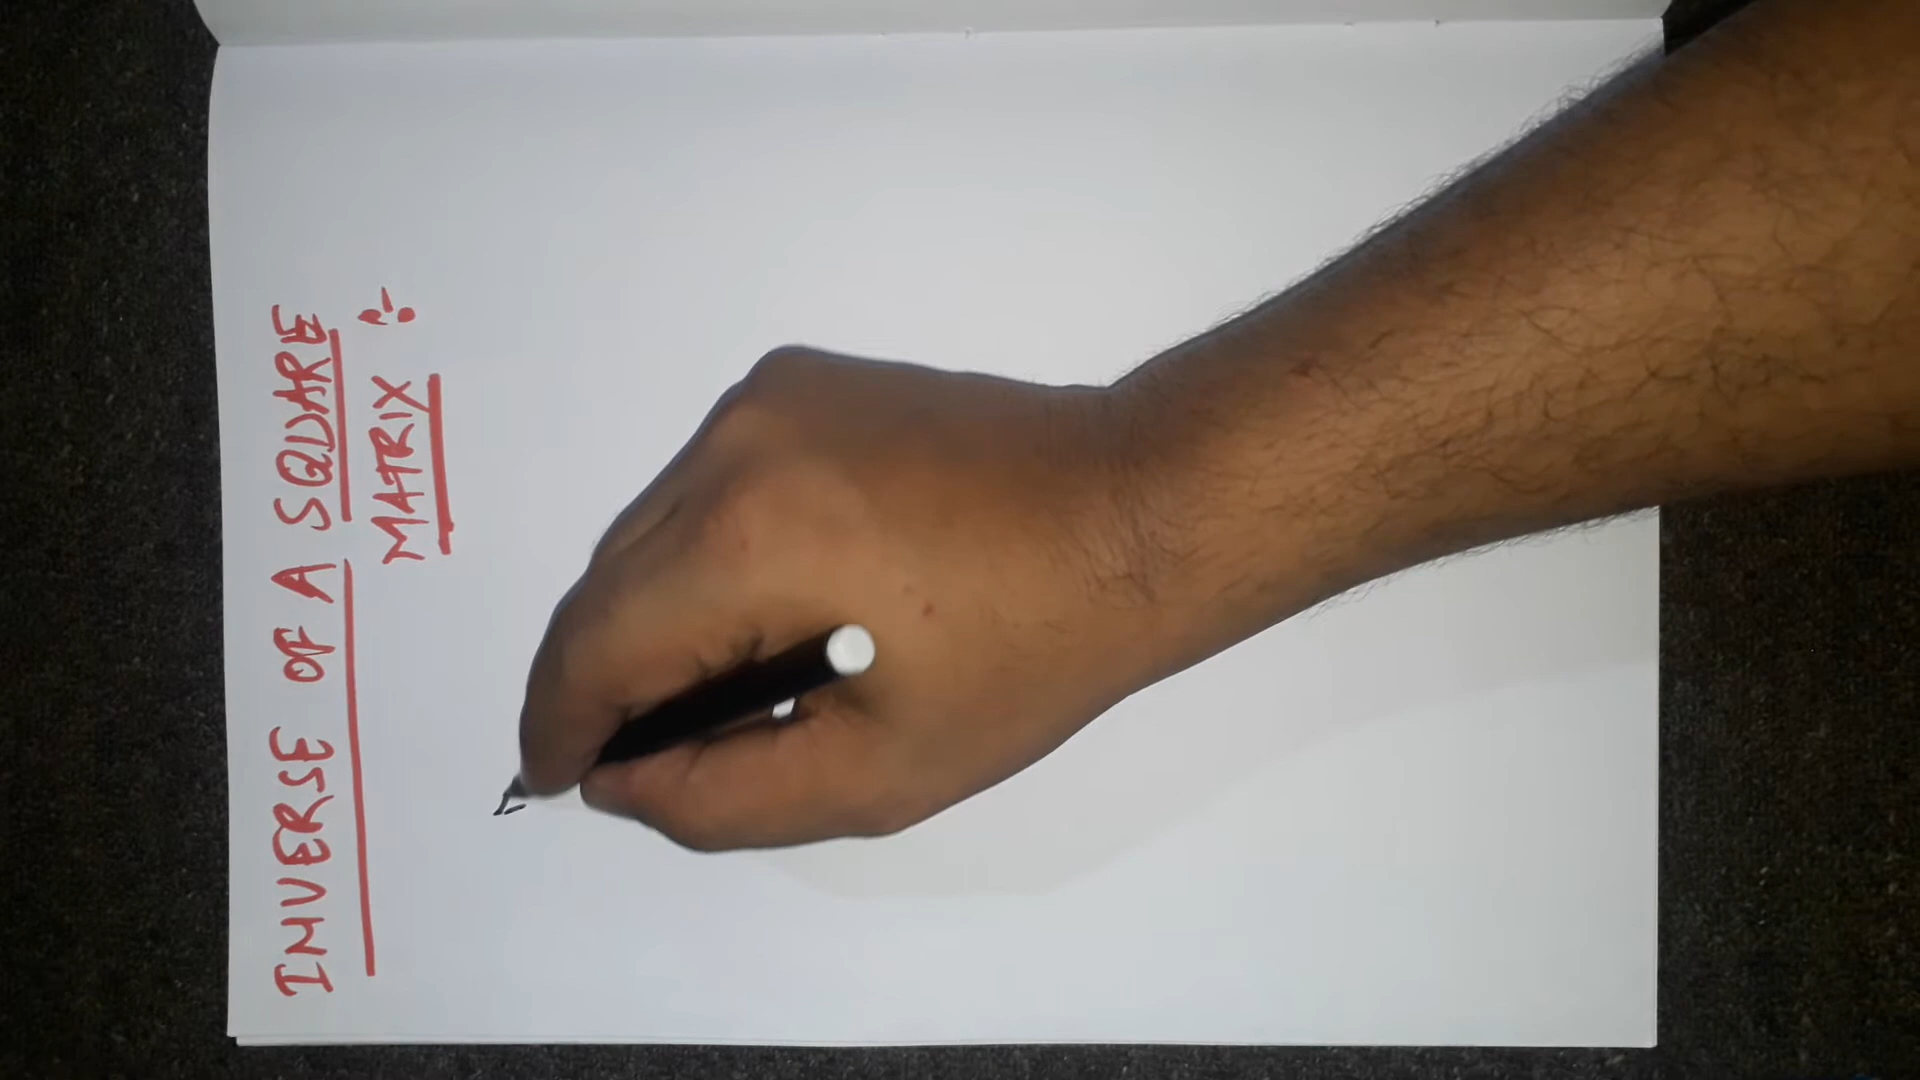 INVERSE OF A SQUARE
MATRIX :-